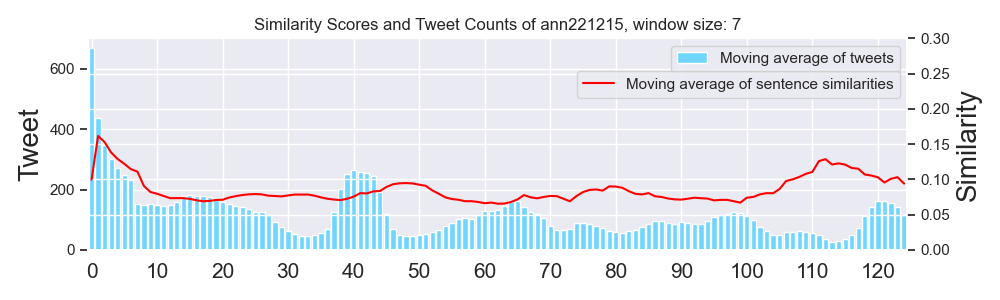 Similarity Scores and Tweet Counts of ann221215, window size: 7
Moving average of tweets
Moving average of sentence similarities
Tweet
600
400
200
0
0.30
0.25
0.20
0.15
0.10
0.05
0.00
Similarity
0 10 20 30 40 50 60 70 80 90 100 110 120